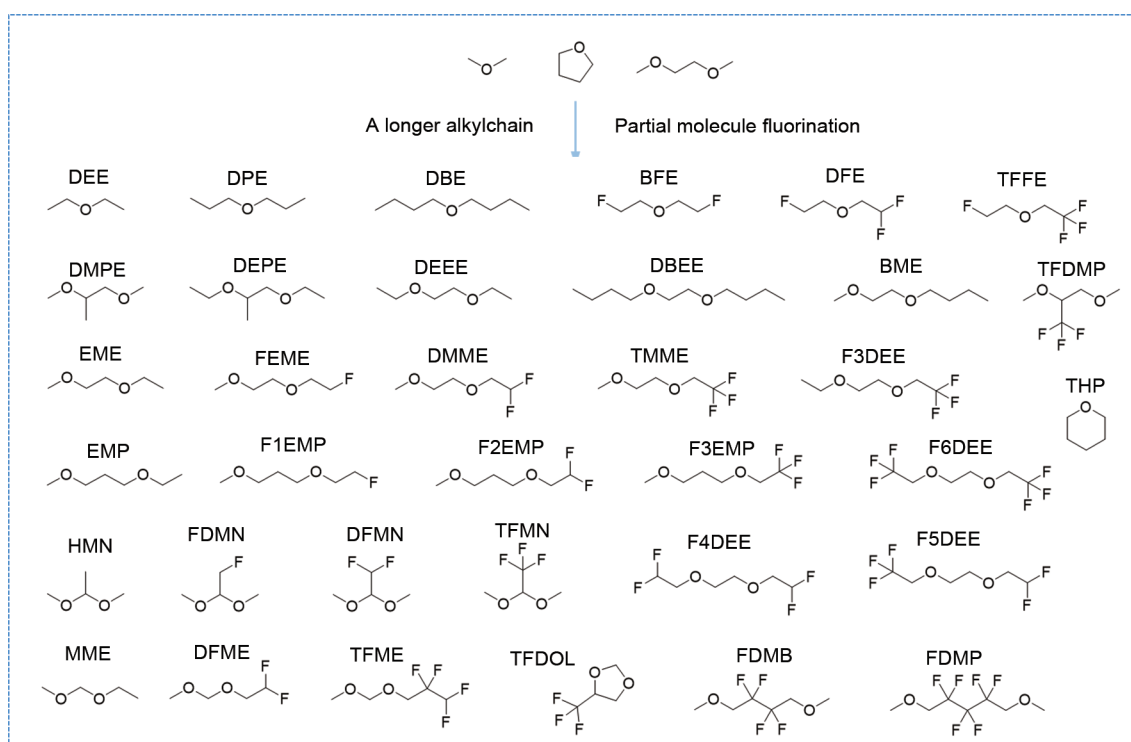 O
O
O
O
A longer alkylchain
Partial molecule fluorination
DEE
O
DPE
O
DBE
O
BFE
F O F
DFE
F O F
F
TFFE
F O F
F F
DMPE
O
O
DEPE
O
O
DEEE
O
O
DBEE
O
O
BME
O
O
TFDMP
O O
F F
F
EME
O
O
FEME
O F
O
DMME
O F
O
F
TMME
O F
O F
F
F3DEE
O F
O F
F
THP
O
EMP
O O
F1EMP
O O
F
F2EMP
F
O O
F
F3EMP
F
O O F
F
F6DEE
F
F O
F O F
F
F
HMN
O O
FDMN
F
O O
DFMN
F F
O O
TFMN
F
F F
O O
F4DEE
F
F O O F
F
F5DEE
F
F O
F O F
F
MME
O O
DFME
F
O O
F
TFME
F F
O O F
F
TFDOL
O
O
F
F
F
FDMB
F F
O O
F F
FDMP
F F F F
O O
F F